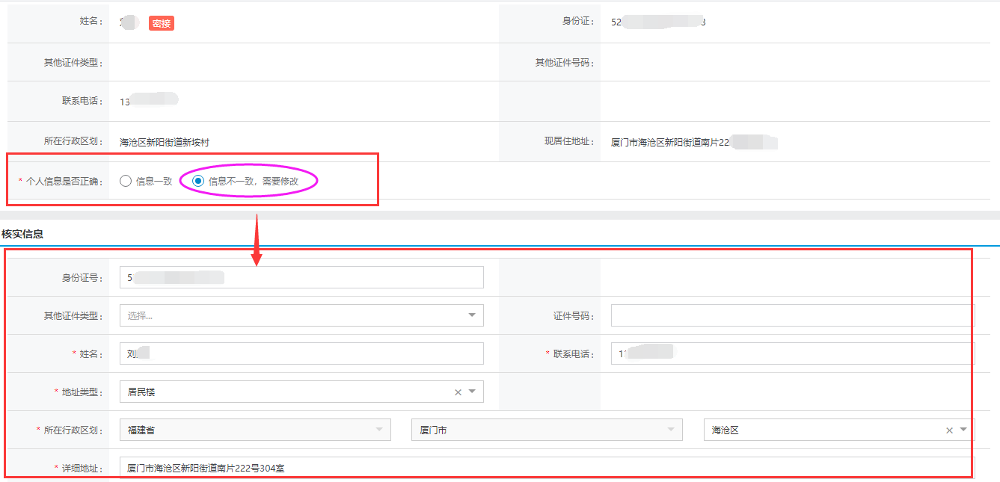 姓名： 密接 身份证： 52 3
其他证件类型： 其他证件号码：
联系电话： 13
所在行政区划： 海沧区新阳街道新垵村 现居住地址： 厦门市海沧区新阳街道南片22
* 个人信息是否正确： 信息一致 信息不一致，需要修改
核实信息
身份证号： 5
其他证件类型： 选择... 证件号码：
* 姓名： 刘 * 联系电话： 1
* 地址类型： 居民楼
* 所在行政区划： 福建省 厦门市 海沧区
* 详细地址： 厦门市海沧区新阳街道南片222号304室